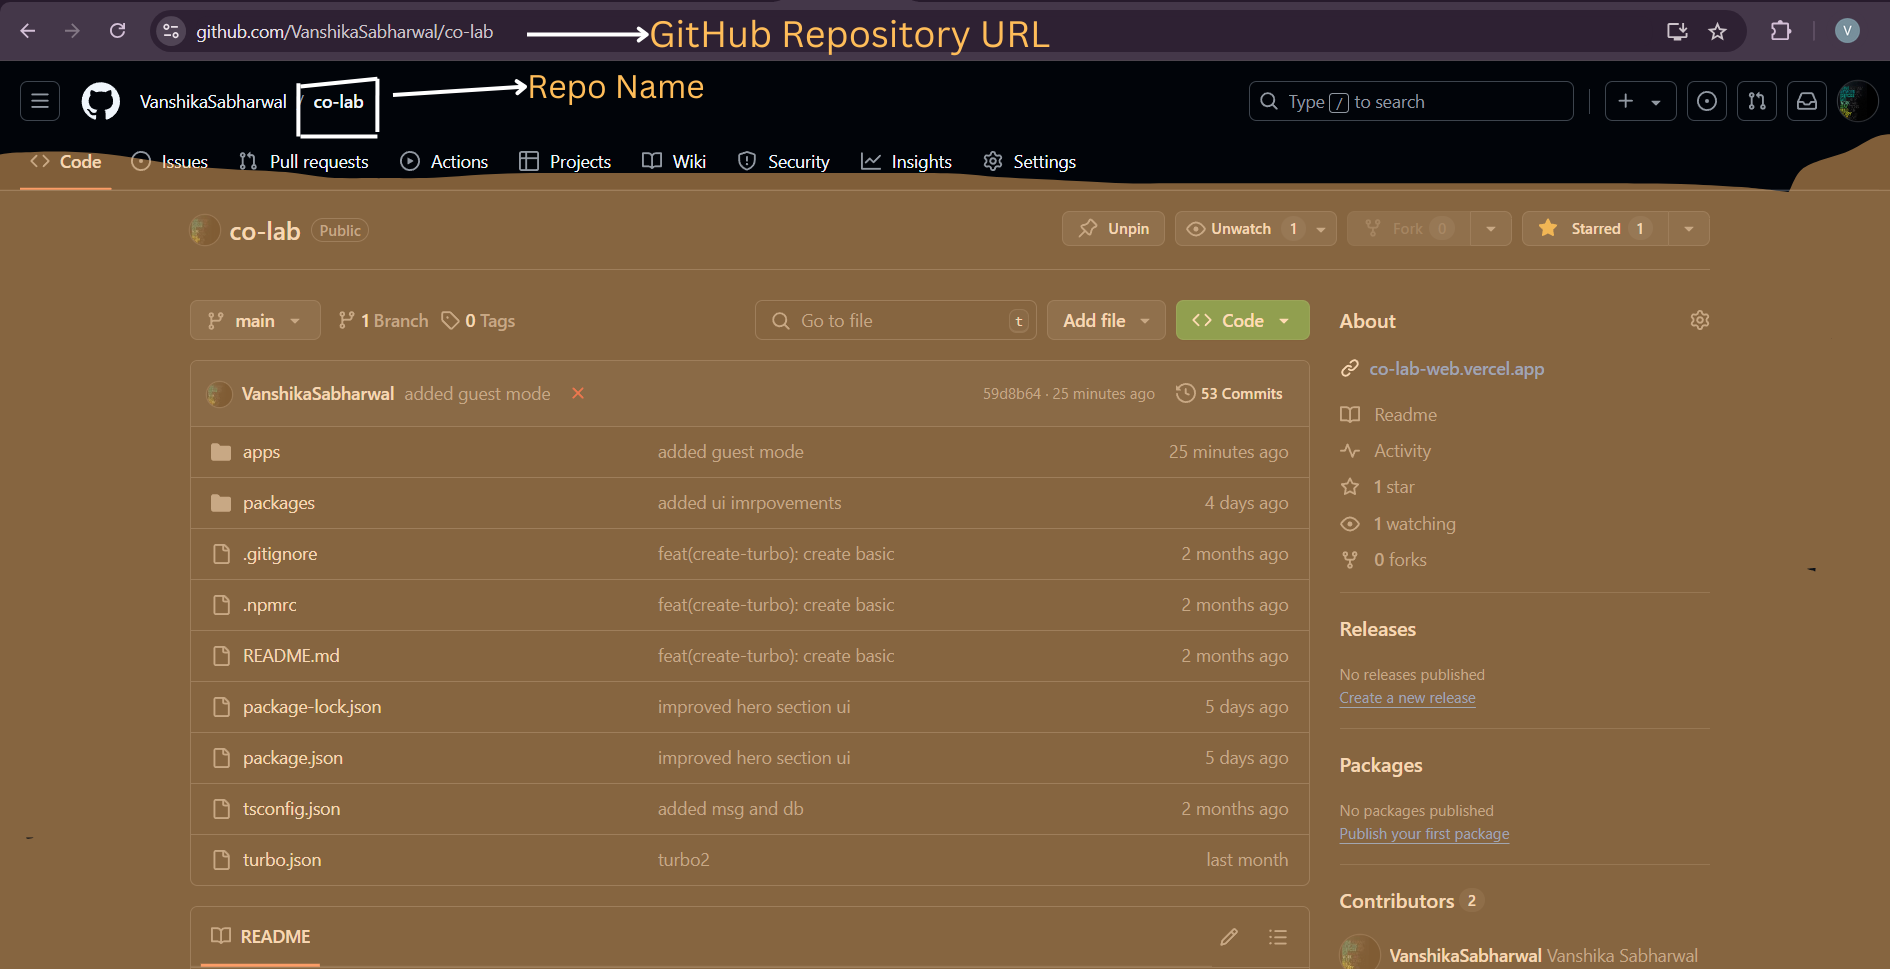 github.com/VanshikaSabharwal/co-lab GitHub Repository URL V
VanshikaSabharwal / co-lab Repo Name Type / to search
Code Issues Pull requests Actions Projects Wiki Security Insights Settings
co-lab Public Unpin Unwatch 1 Fork 0 Starred 1
main 1 Branch 0 Tags Go to file t Add file Code
VanshikaSabharwal added guest mode 59d8b64 · 25 minutes ago 53 Commits
apps added guest mode 25 minutes ago
packages added ui imrpovements 4 days ago
.gitignore feat(create-turbo): create basic 2 months ago
.npmrc feat(create-turbo): create basic 2 months ago
README.md feat(create-turbo): create basic 2 months ago
package-lock.json improved hero section ui 5 days ago
package.json improved hero section ui 5 days ago
tsconfig.json added msg and db 2 months ago
turbo.json turbo2 last month
README
About
co-lab-web.vercel.app
Readme
Activity
1 star
1 watching
0 forks
Releases
No releases published
Create a new release
Packages
No packages published
Publish your first package
Contributors 2
VanshikaSabharwal Vanshika Sabharwal